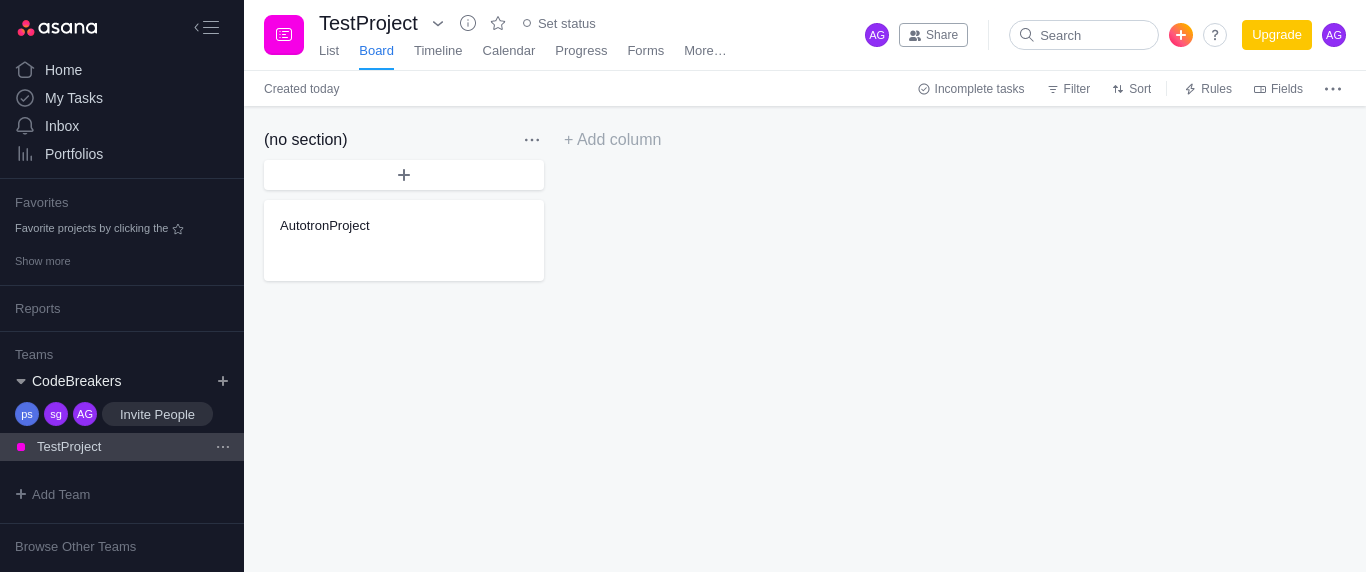 asana
Home
My Tasks
Inbox
Portfolios
Favorites
Favorite projects by clicking the
Show more
Reports
Teams
CodeBreakers
ps sg AG Invite People
TestProject
Add Team
Browse Other Teams
TestProject Set status
List Board Timeline Calendar Progress Forms More…
AG Share Search ? Upgrade AG
Created today
Incomplete tasks Filter Sort Rules Fields
(no section) + Add column
AutotronProject